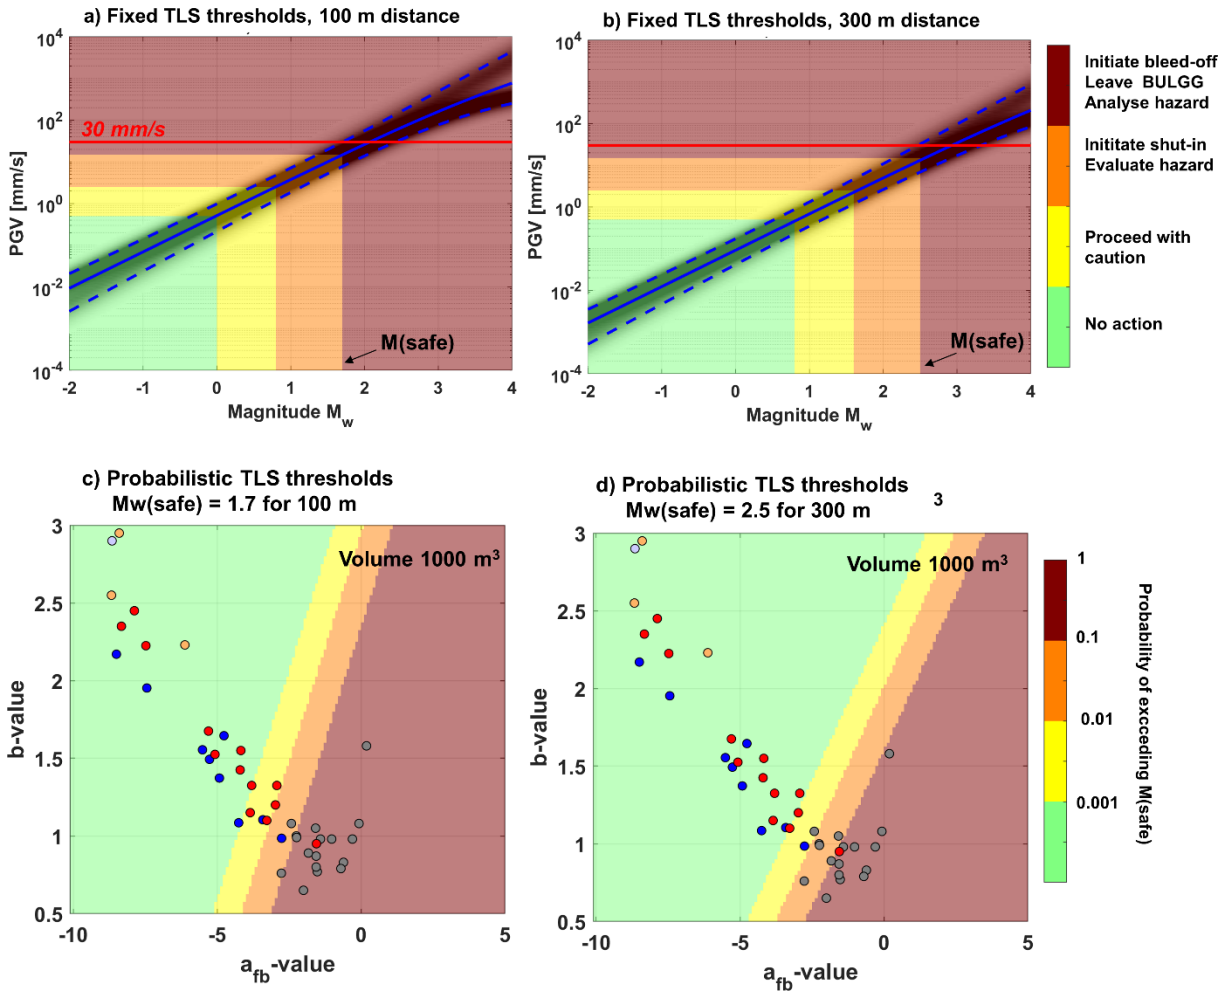 a) Fixed TLS thresholds, 100 m distance
10^4
10^2
10^0
10^-2
10^-4
PGV [mm/s]
30 mm/s
M(safe)
-2 -1 0 1 2 3 4
Magnitude M_w
b) Fixed TLS thresholds, 300 m distance
10^4
10^2
10^0
10^-2
10^-4
PGV [mm/s]
M(safe)
-2 -1 0 1 2 3 4
Magnitude M_w
Initiate bleed-off
Leave BULGG
Analyse hazard
Inititate shut-in
Evaluate hazard
Proceed with
caution
No action
c) Probabilistic TLS thresholds
Mw(safe) = 1.7 for 100 m
Volume 1000 m³
3
2.5
2
1.5
1
0.5
b-value
-10 -5 0 5
a_fb-value
d) Probabilistic TLS thresholds
Mw(safe) = 2.5 for 300 m
3
Volume 1000 m³
3
2.5
2
1.5
1
0.5
b-value
-10 -5 0 5
a_fb-value
1
0.1
0.01
0.001
Probability of exceeding M(safe)